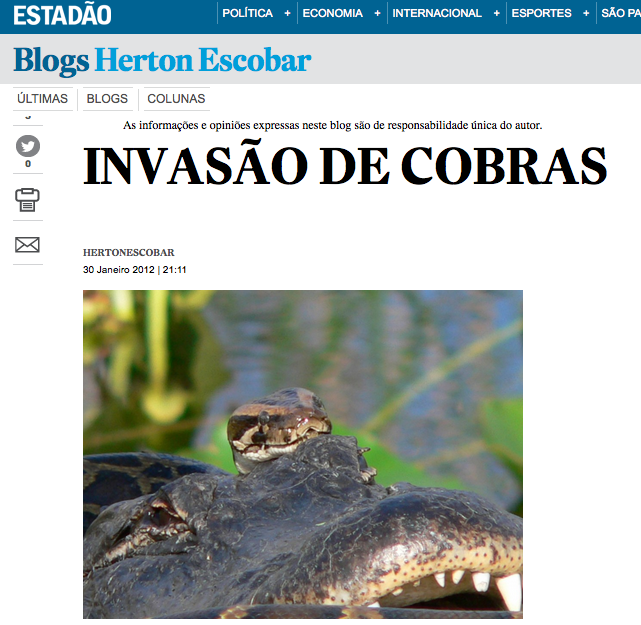 ESTADÃO
POLÍTICA + ECONOMIA + INTERNACIONAL + ESPORTES + SÃO PA
Blogs Herton Escobar
ÚLTIMAS BLOGS COLUNAS
As informações e opiniões expressas neste blog são de responsabilidade única do autor.
0
INVASÃO DE COBRAS
HERTONESCOBAR
30 Janeiro 2012 | 21:11